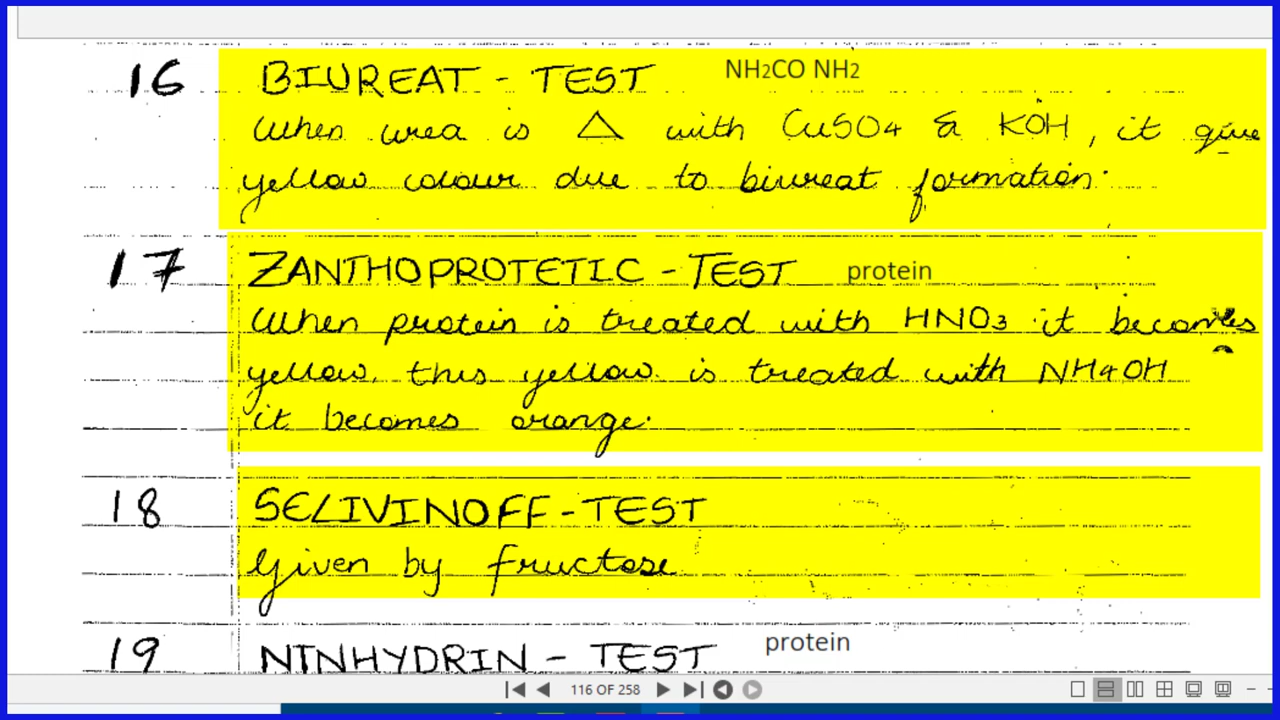 16 BIUREAT - TEST NH2CO NH2
When urea is △ with CuSO4 & KOH, it give
yellow colour due to biureat formation.
17 ZANTHOPROTETIC - TEST protein
When protein is treated with HNO3 it becomes
yellow. this yellow is treated with NH4OH
it becomes orange.
18 SELIVINOFF - TEST
Given by fructose
19 NINHYDRIN - TEST protein
116 OF 258